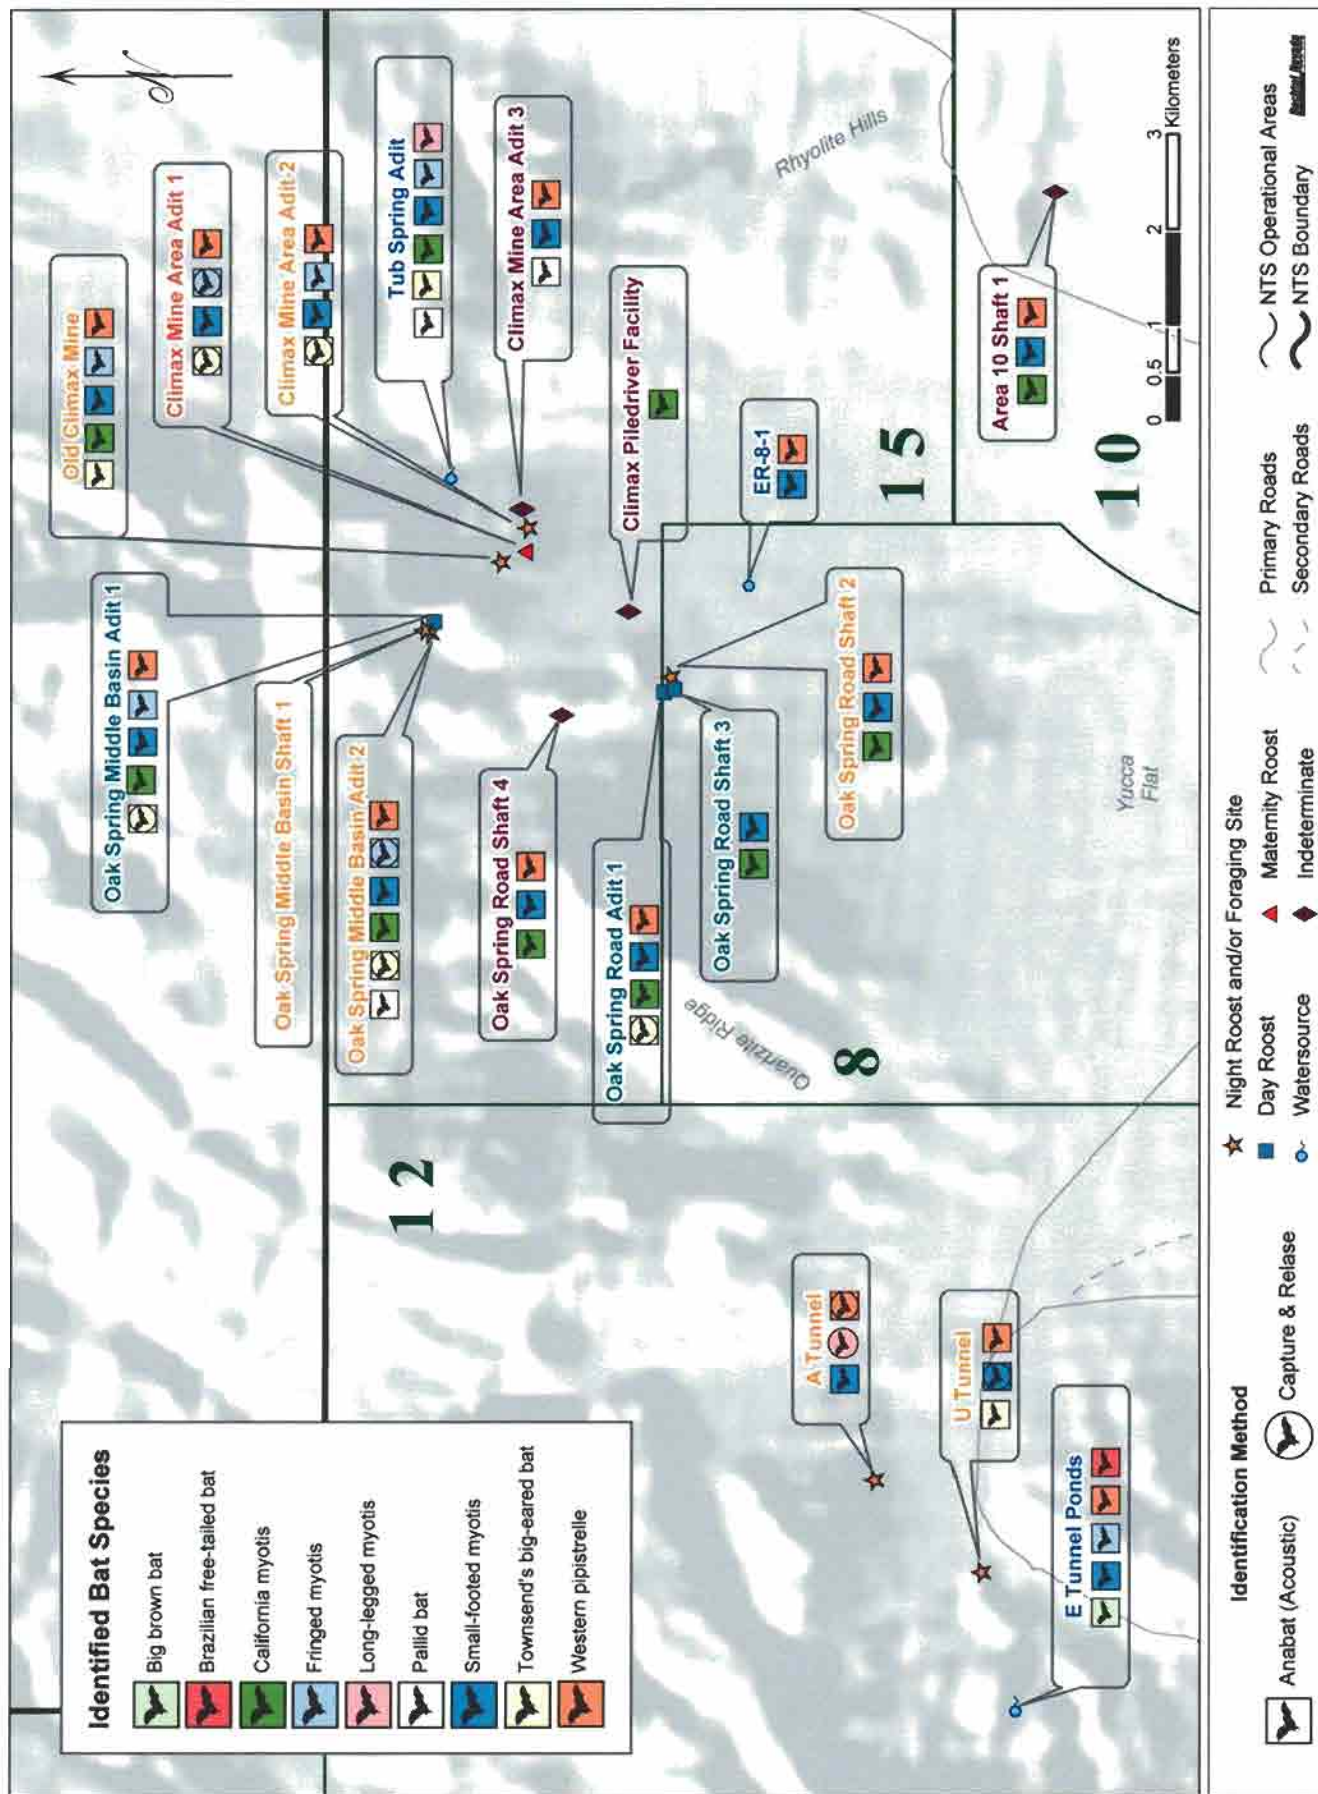 Identified Bat Species
Big brown bat
Brazilian free-tailed bat
California myotis
Fringed myotis
Long-legged myotis
Pallid bat
Small-footed myotis
Townsend's big-eared bat
Western pipistrelle
Oak Spring Middle Basin Adit 1
Old Climax Mine
Climax Mine Area Adit 1
Oak Spring Middle Basin Shaft 1
Climax Mine Area Adit-2
Oak Spring Middle Basin Adit 2
Tub Spring Adit
12
Oak Spring Road Shaft 4
Climax Mine Area Adit 3
Oak Spring Road Adit 1
Climax Piledriver Facility
Quartzite Ridge
Rhyolite Hills
Oak Spring Road Shaft 3
ER-8-1
A Tunnel
8
Oak Spring Road Shaft 2
15
U Tunnel
Area 10 Shaft 1
E Tunnel Ponds
Yucca
Flat
10
0 0.5 1 2 3
Kilometers
Identification Method
Anabat (Acoustic)
Capture & Relase
Night Roost and/or Foraging Site
Day Roost
Watersource
Maternity Roost
Indeterminate
Primary Roads
Secondary Roads
NTS Operational Areas
NTS Boundary